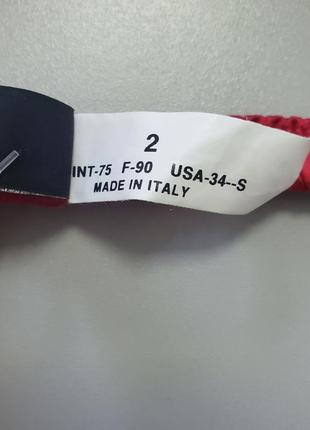 2
INT-75 F-90 USA-34--S
MADE IN ITALY